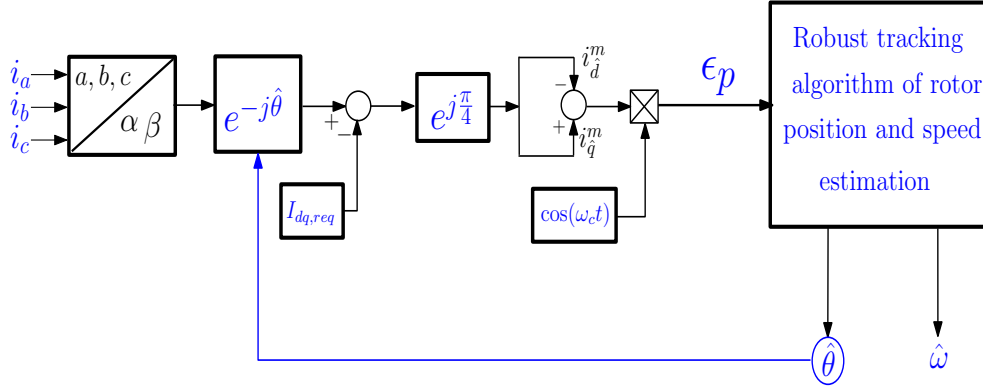 i_a
i_b
i_c
a, b, c
α β
e^{-jθ̂}
+
−
I_{dq,req}
e^{jπ/4}
i^m_{d̂}
−
+
i^m_{q̂}
cos(ω_c t)
ϵ_p
Robust tracking
algorithm of rotor
position and speed
estimation
θ̂
ω̂